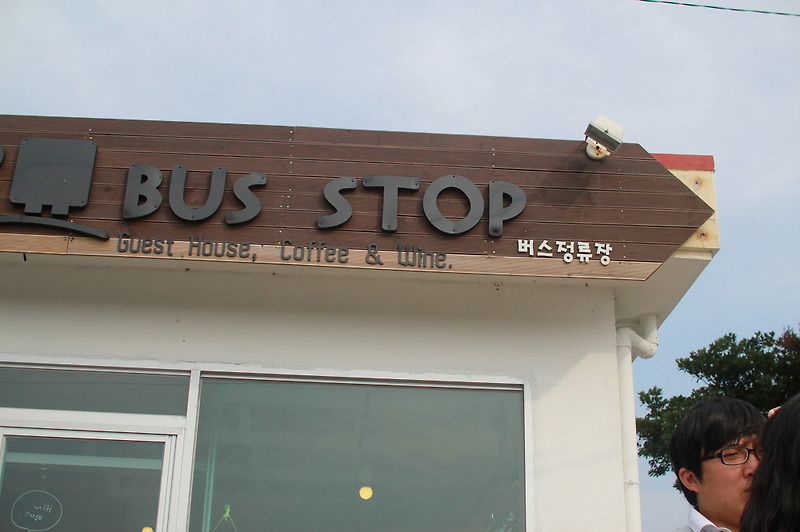 BUS STOP
Guest House, Coffee & Wine.
버스정류장